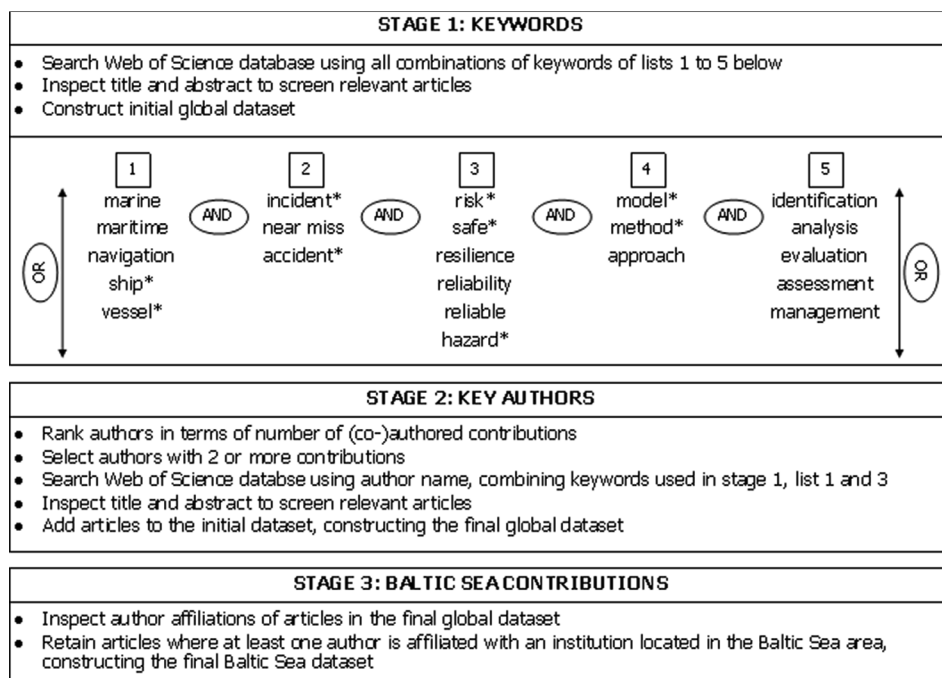 STAGE 1: KEYWORDS
• Search Web of Science database using all combinations of keywords of lists 1 to 5 below
• Inspect title and abstract to screen relevant articles
• Construct initial global dataset
1 2 3 4 5
marine incident* risk* model* identification
AND AND AND AND
maritime near miss safe* method* analysis
navigation accident* resilience approach evaluation
OR ship* reliability assessment OR
vessel* reliable management
hazard*
STAGE 2: KEY AUTHORS
• Rank authors in terms of number of (co-)authored contributions
• Select authors with 2 or more contributions
• Search Web of Science databse using author name, combining keywords used in stage 1, list 1 and 3
• Inspect title and abstract to screen relevant articles
• Add articles to the initial dataset, constructing the final global dataset
STAGE 3: BALTIC SEA CONTRIBUTIONS
• Inspect author affiliations of articles in the final global dataset
• Retain articles where at least one author is affiliated with an institution located in the Baltic Sea area,
constructing the final Baltic Sea dataset